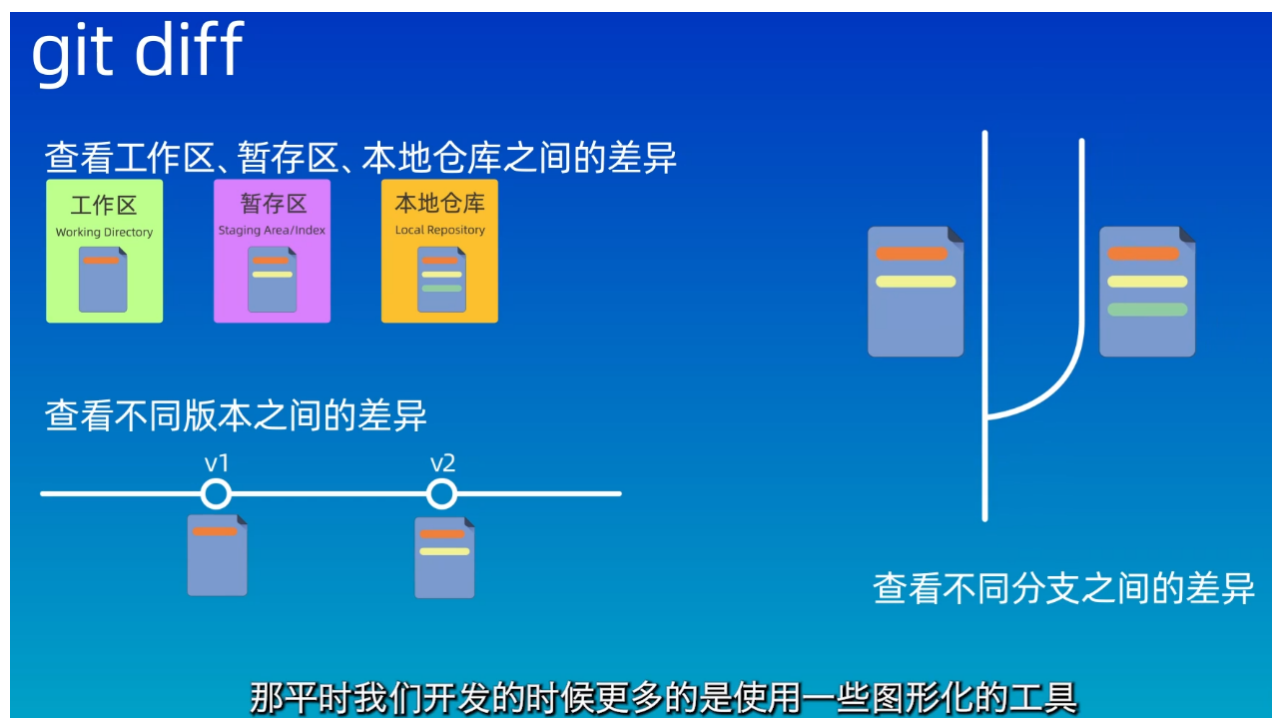 git diff
查看工作区、暂存区、本地仓库之间的差异
工作区
Working Directory
暂存区
Staging Area/Index
本地仓库
Local Repository
查看不同版本之间的差异
v1
v2
查看不同分支之间的差异
那平时我们开发的时候更多的是使用一些图形化的工具